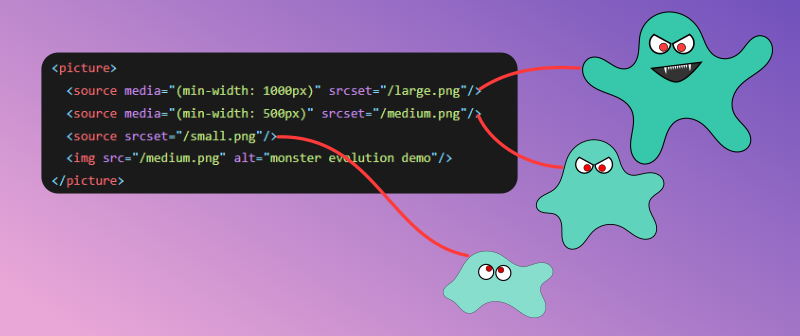 <picture>
<source media="(min-width: 1000px)" srcset="/large.png"/>
<source media="(min-width: 500px)" srcset="/medium.png"/>
<source srcset="/small.png"/>
<img src="/medium.png" alt="monster evolution demo"/>
</picture>